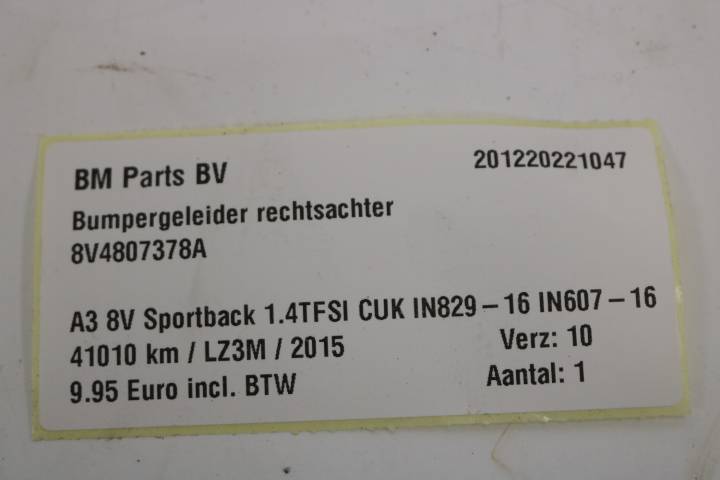 BM Parts BV 201220221047
Bumpergeleider rechtsachter
8V4807378A
A3 8V Sportback 1.4TFSI CUK IN829 – 16 IN607 – 16
41010 km / LZ3M / 2015 Verz: 10
9.95 Euro incl. BTW Aantal: 1